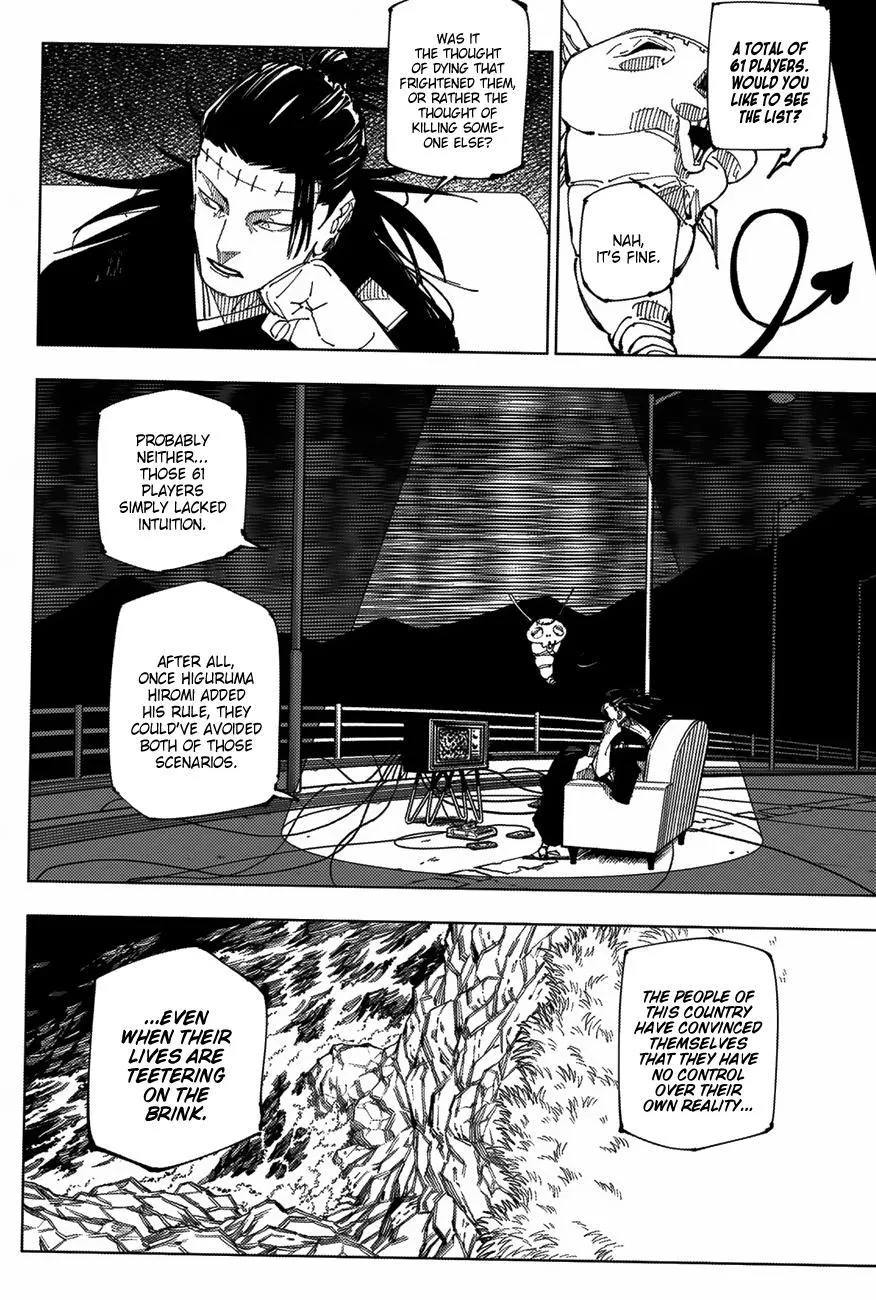 A TOTAL OF
61 PLAYERS.
WOULD YOU
LIKE TO SEE
THE LIST?
NAH,
IT'S FINE.
WAS IT
THE THOUGHT
OF DYING THAT
FRIGHTENED THEM,
OR RATHER THE
THOUGHT OF
KILLING SOME-
ONE ELSE?
PROBABLY
NEITHER...
THOSE 61
PLAYERS
SIMPLY LACKED
INTUITION.
AFTER ALL,
ONCE HIGURUMA
HIROMI ADDED
HIS RULE, THEY
COULD'VE AVOIDED
BOTH OF THOSE
SCENARIOS.
THE PEOPLE OF
THIS COUNTRY
HAVE CONVINCED
THEMSELVES
THAT THEY HAVE
NO CONTROL
OVER THEIR
OWN REALITY...
...EVEN
WHEN THEIR
LIVES ARE
TEETERING
ON THE
BRINK.